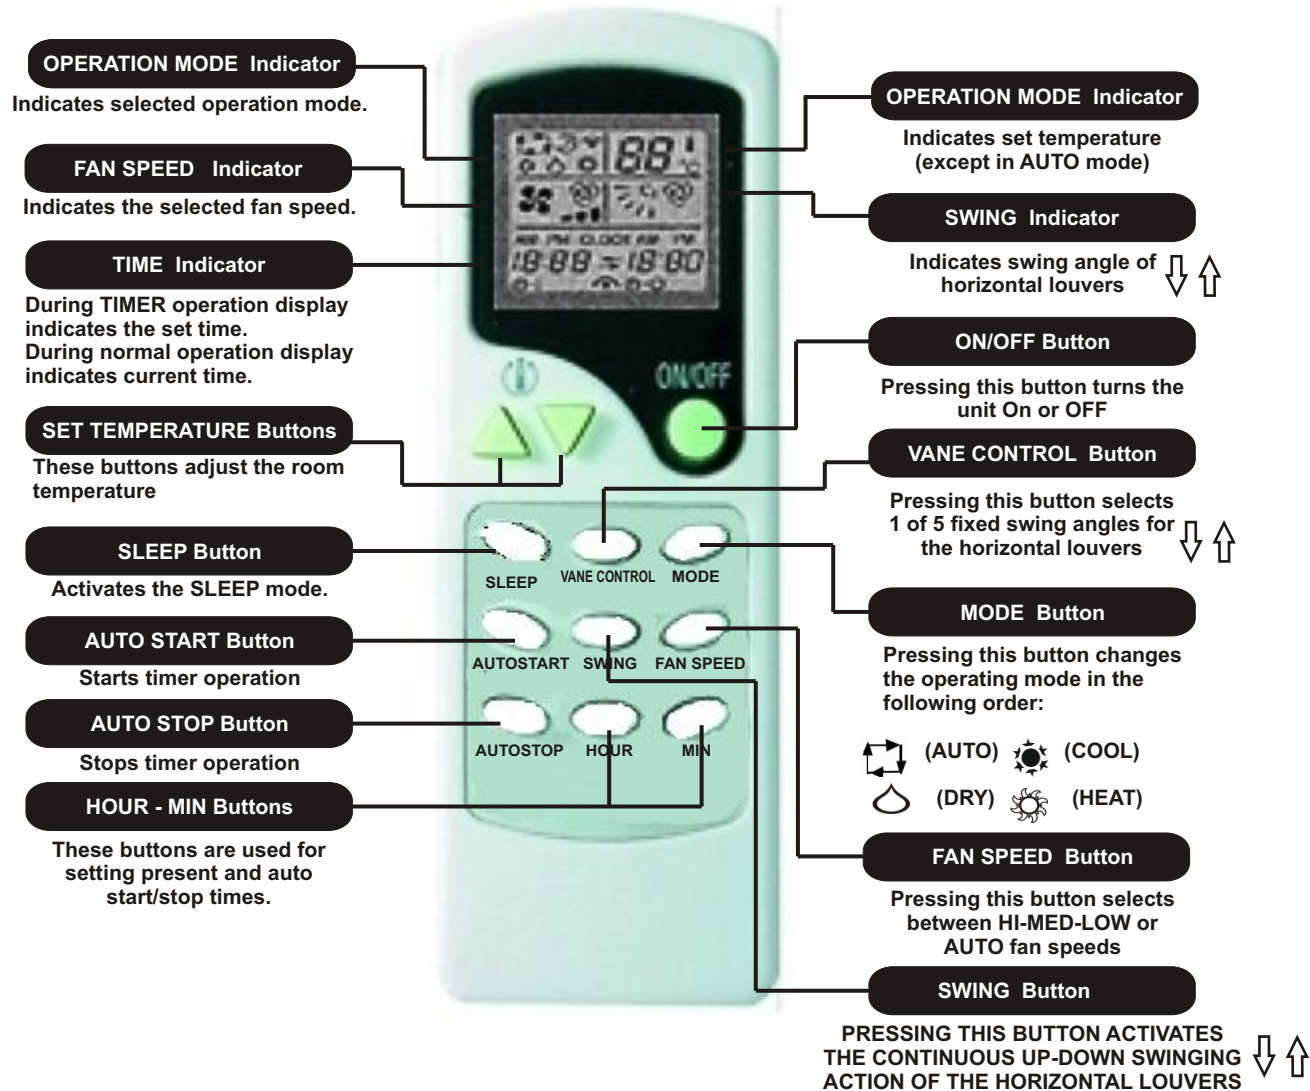 OPERATION MODE Indicator
Indicates selected operation mode.
FAN SPEED Indicator
Indicates the selected fan speed.
TIME Indicator
During TIMER operation display
indicates the set time.
During normal operation display
indicates current time.
SET TEMPERATURE Buttons
These buttons adjust the room
temperature
SLEEP Button
Activates the SLEEP mode.
AUTO START Button
Starts timer operation
AUTO STOP Button
Stops timer operation
HOUR - MIN Buttons
These buttons are used for
setting present and auto
start/stop times.
88 °C
AM PM CLOCK AM PM
18:88 18:80
ON/OFF
SLEEP VANE CONTROL MODE
AUTOSTART SWING FAN SPEED
AUTOSTOP HOUR MIN
OPERATION MODE Indicator
Indicates set temperature
(except in AUTO mode)
SWING Indicator
Indicates swing angle of
horizontal louvers
ON/OFF Button
Pressing this button turns the
unit On or OFF
VANE CONTROL Button
Pressing this button selects
1 of 5 fixed swing angles for
the horizontal louvers
MODE Button
Pressing this button changes
the operating mode in the
following order:
(AUTO) (COOL)
(DRY) (HEAT)
FAN SPEED Button
Pressing this button selects
between HI-MED-LOW or
AUTO fan speeds
SWING Button
PRESSING THIS BUTTON ACTIVATES
THE CONTINUOUS UP-DOWN SWINGING
ACTION OF THE HORIZONTAL LOUVERS